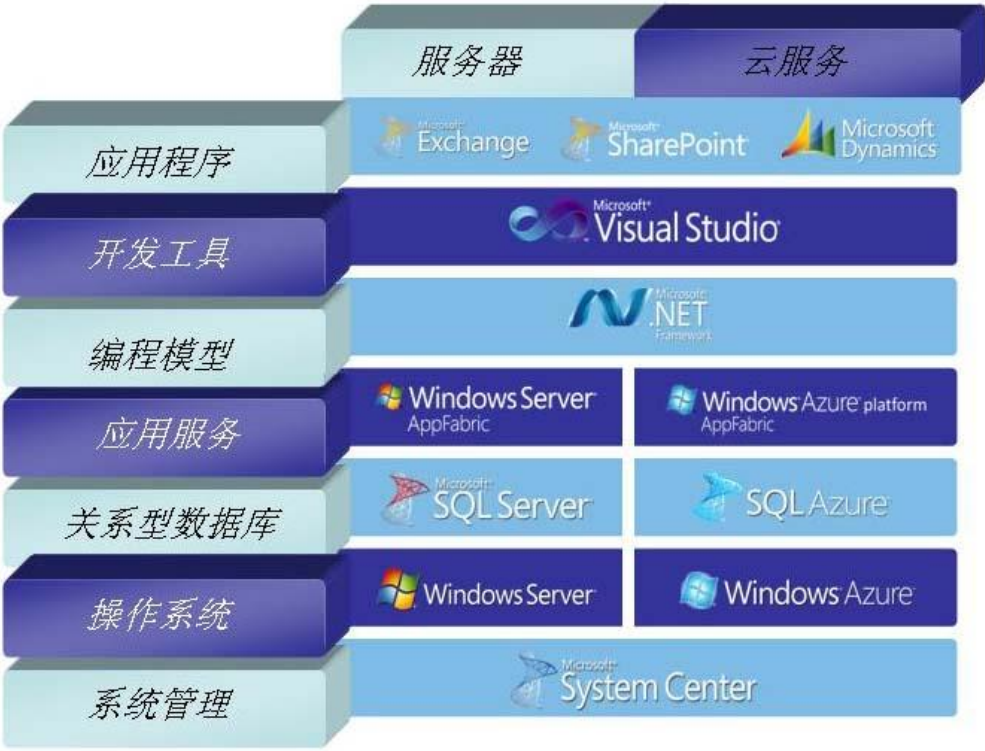 服务器 云服务
应用程序
Microsoft Exchange
Microsoft SharePoint
Microsoft Dynamics
开发工具
Microsoft Visual Studio
编程模型
Microsoft .NET Framework
应用服务
Windows Server AppFabric
Windows Azure platform AppFabric
关系型数据库
Microsoft SQL Server
SQL Azure
操作系统
Windows Server
Windows Azure
系统管理
Microsoft System Center